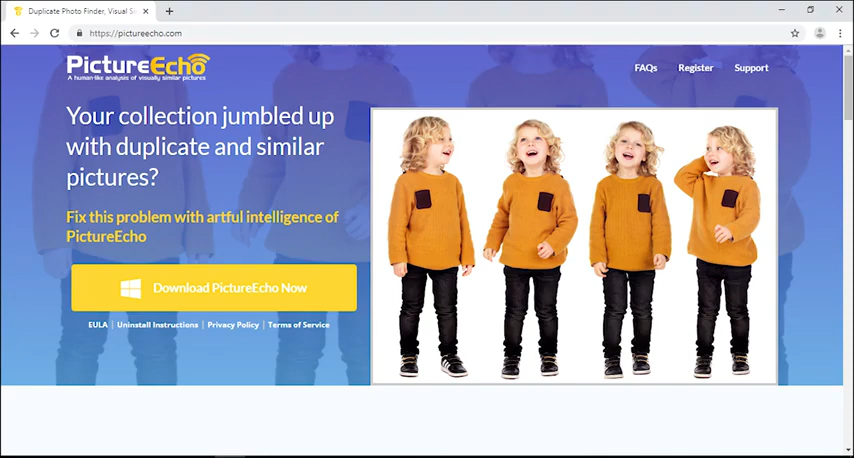 Duplicate Photo Finder, Visual Si
https://pictureecho.com
PictureEcho
A human-like analysis of visually similar pictures
FAQs
Register
Support
Your collection jumbled up
with duplicate and similar
pictures?
Fix this problem with artful intelligence of
PictureEcho
Download PictureEcho Now
EULA | Uninstall Instructions | Privacy Policy | Terms of Service